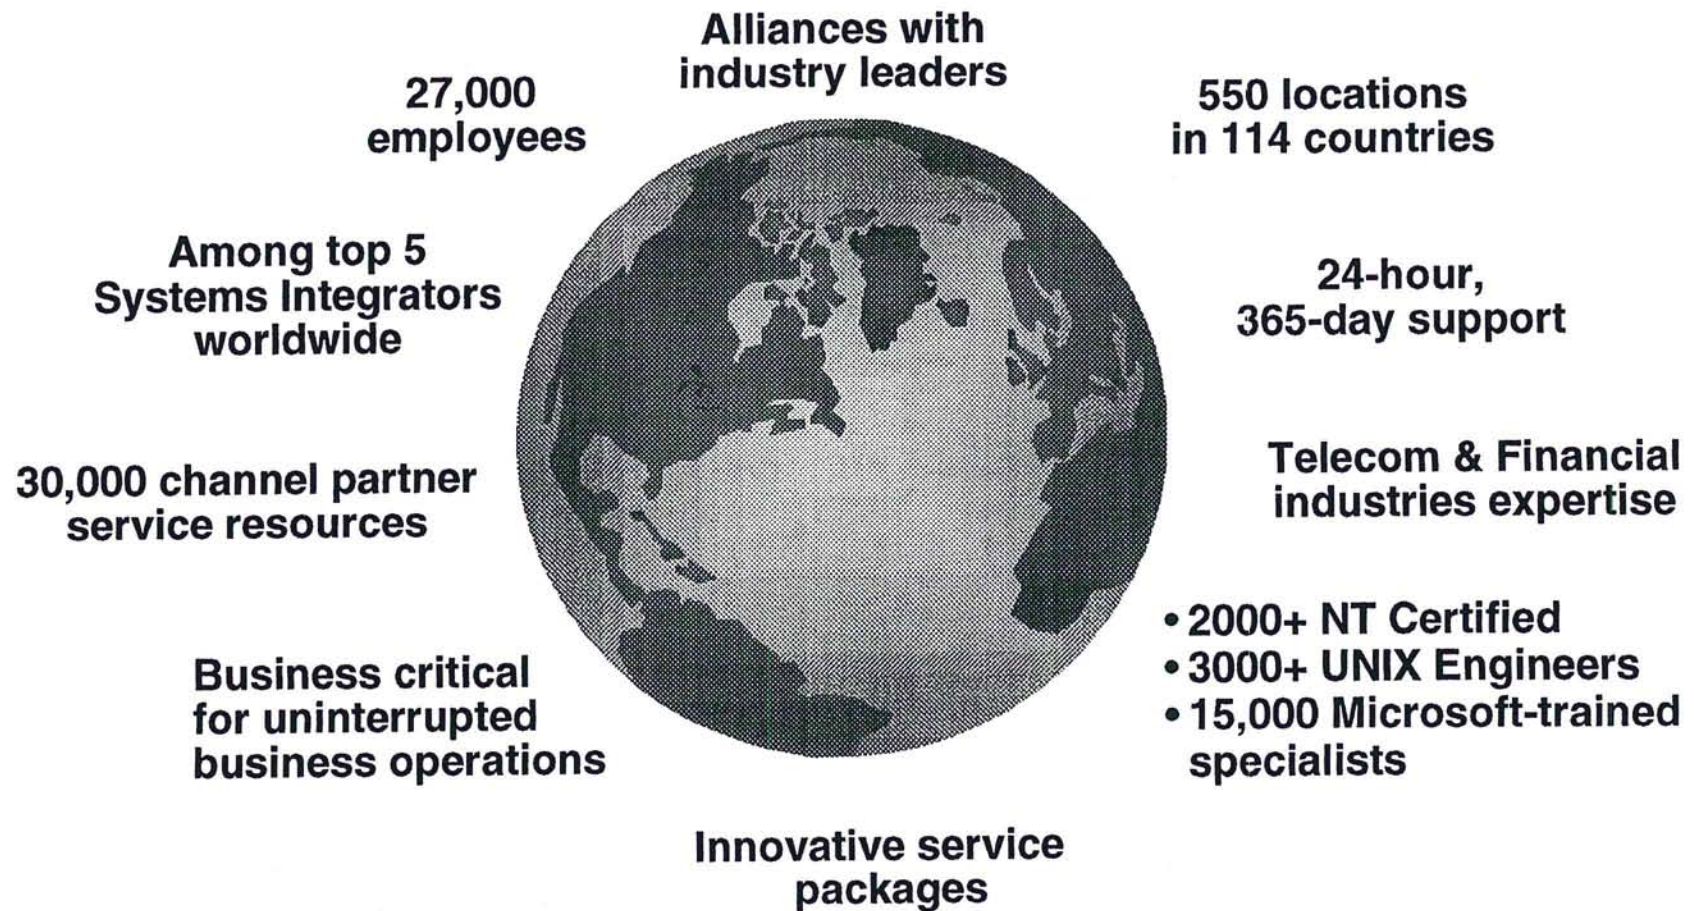 Alliances with
industry leaders
27,000
employees
550 locations
in 114 countries
Among top 5
Systems Integrators
worldwide
24-hour,
365-day support
30,000 channel partner
service resources
Telecom & Financial
industries expertise
Business critical
for uninterrupted
business operations
• 2000+ NT Certified
• 3000+ UNIX Engineers
• 15,000 Microsoft-trained
specialists
Innovative service
packages